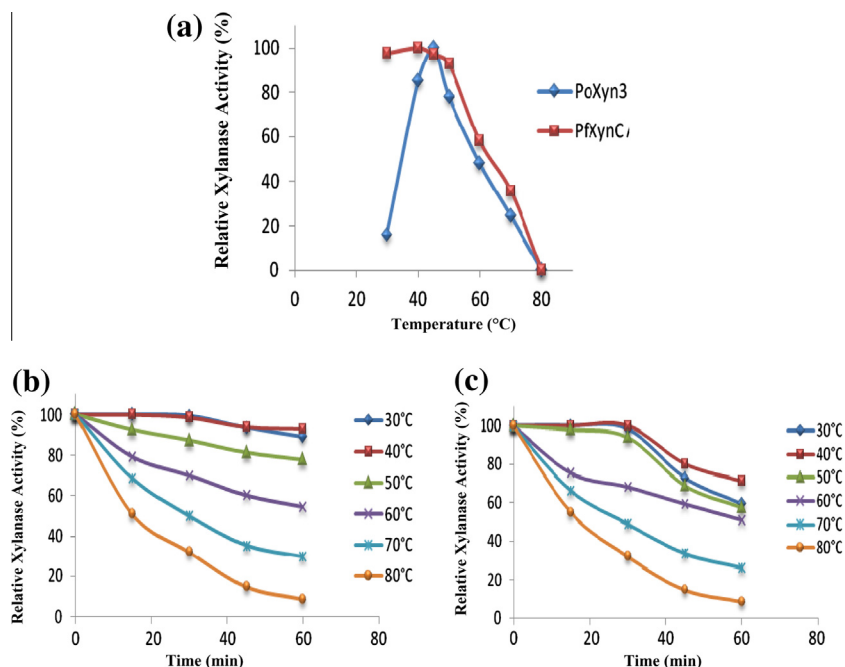 (a)
Relative Xylanase Activity (%)
100
80
60
40
20
0
0 20 40 60 80
Temperature (°C)
PoXyn3
PfXynC
(b)
Relative Xylanase Activity (%)
100
80
60
40
20
0
0 20 40 60 80
Time (min)
30°C
40°C
50°C
60°C
70°C
80°C
(c)
Relative Xylanase Activity (%)
100
80
60
40
20
0
0 20 40 60 80
Time (min)
30°C
40°C
50°C
60°C
70°C
80°C